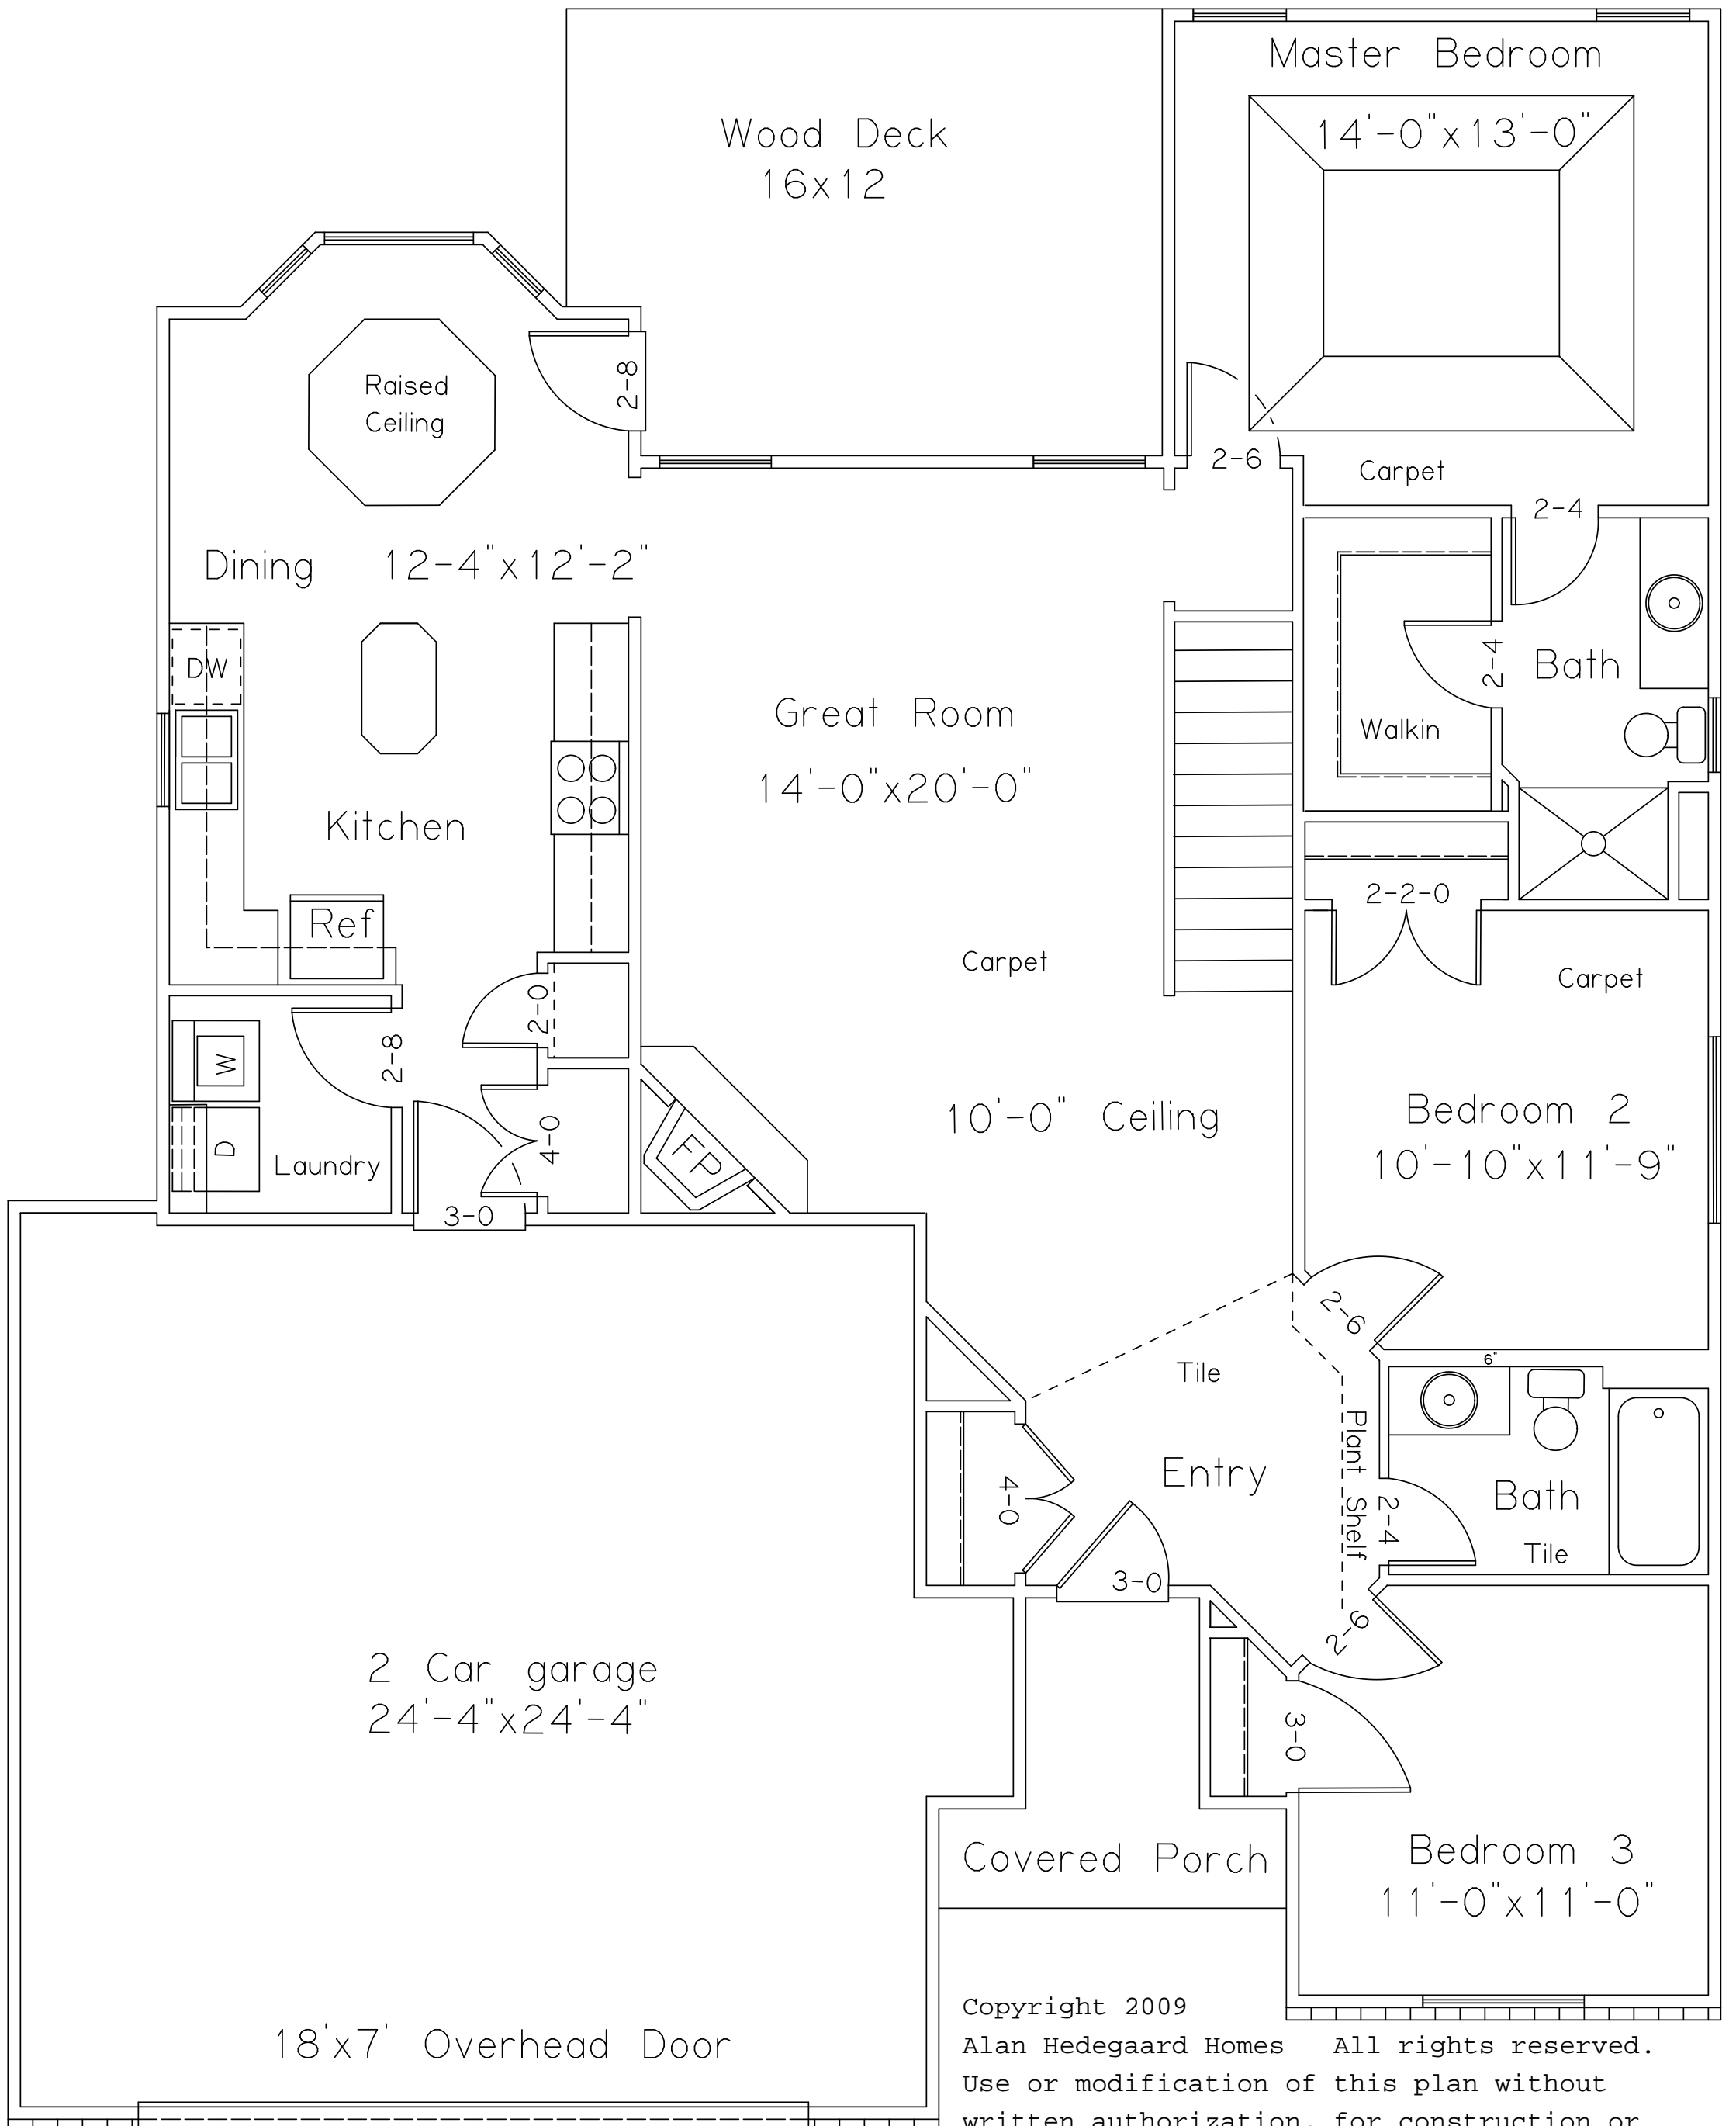 Master Bedroom
14'-0"x13'-0"
Wood Deck
16x12
Raised
Ceiling
2-8
2-6
Carpet
2-4
Dining 12-4"x12'-2"
DW
2-4
Bath
Great Room
14'-0"x20'-0"
Walkin
Kitchen
2-2-0
Ref
Carpet
Carpet
2-0
2-8
W
D
Laundry
4-0
FP
10'-0" Ceiling
Bedroom 2
10'-10"x11'-9"
3-0
2-6
6"
Tile
Plant Shelf
Entry
4-0
2-4
Bath
Tile
3-0
2-6
2 Car garage
24'-4"x24'-4"
3-0
Covered Porch
Bedroom 3
11'-0"x11'-0"
18'x7' Overhead Door
Copyright 2009
Alan Hedegaard Homes All rights reserved.
Use or modification of this plan without
written authorization, for construction or